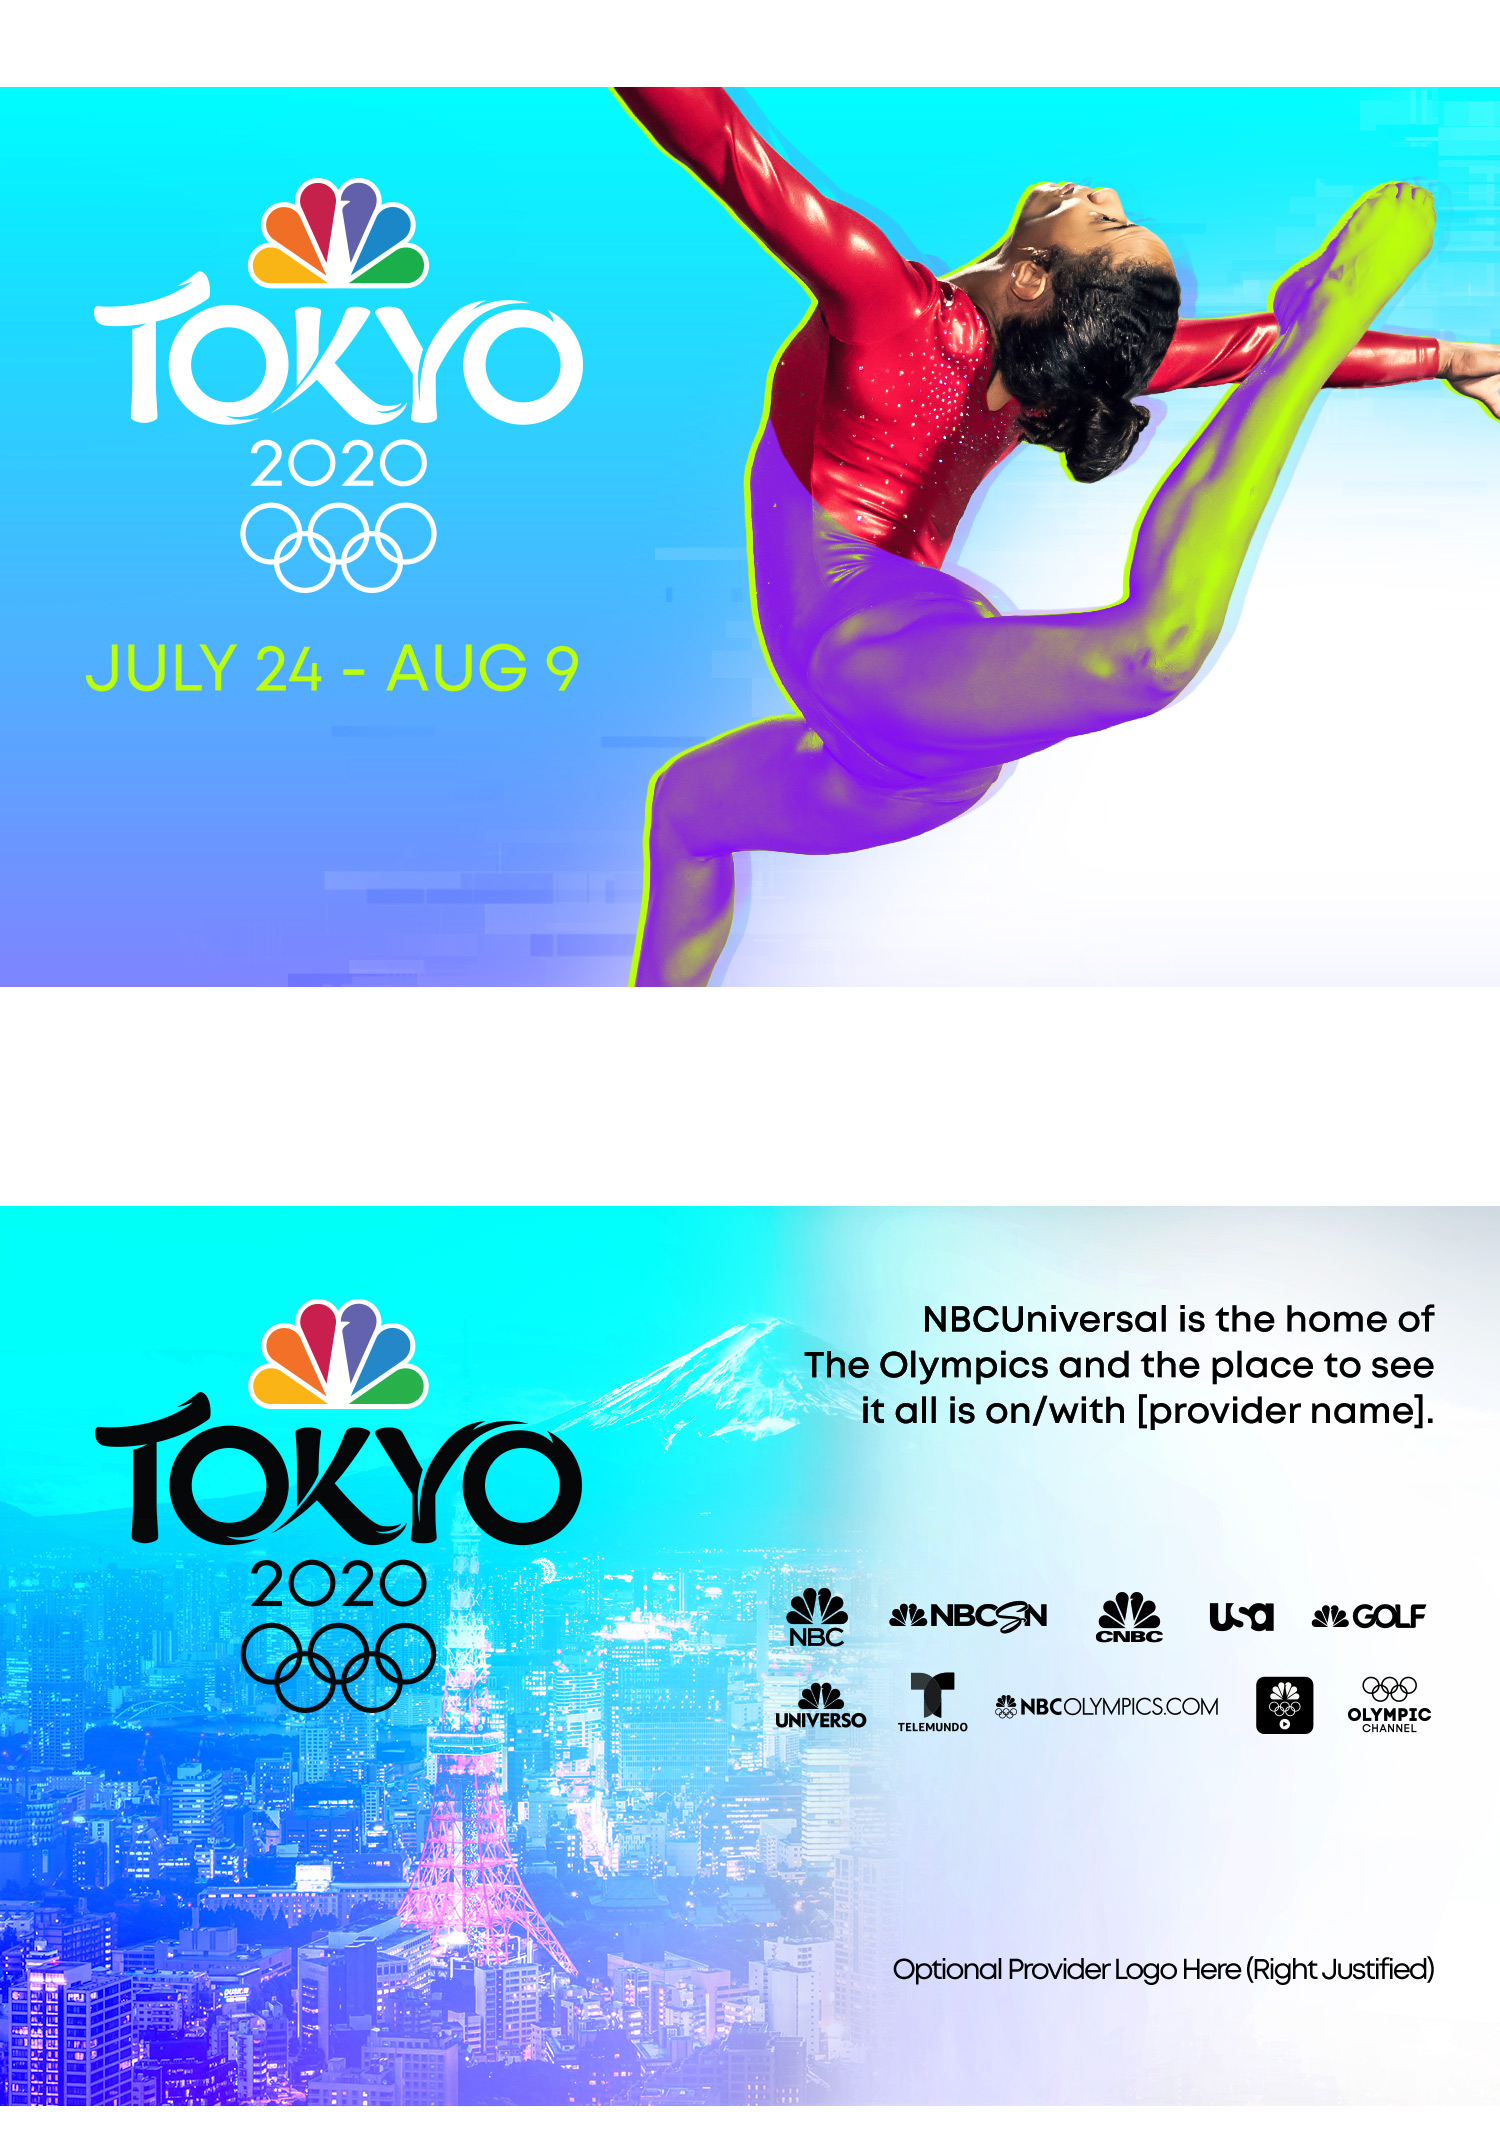 TOKYO
2020
JULY 24 - AUG 9
TOKYO
2020
NBCUniversal is the home of
The Olympics and the place to see
it all is on/with [provider name].
NBC NBCSN CNBC USA GOLF
UNIVERSO TELEMUNDO NBCOLYMPICS.COM OLYMPIC CHANNEL
Optional Provider Logo Here (Right Justified)